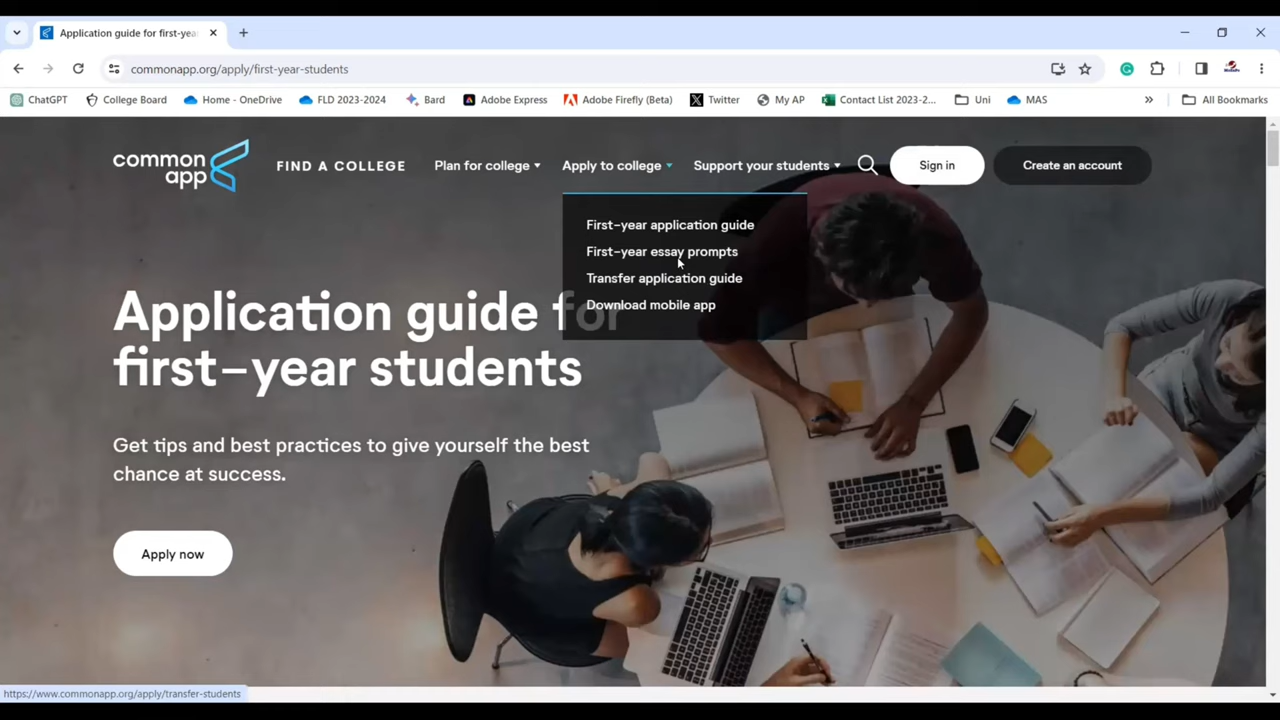 Application guide for first-yea
commonapp.org/apply/first-year-students
ChatGPT College Board Home - OneDrive FLD 2023-2024 Bard Adobe Express Adobe Firefly (Beta) Twitter My AP Contact List 2023-2... Uni MAS » All Bookmarks
common
app
FIND A COLLEGE Plan for college Apply to college Support your students Sign in Create an account
First-year application guide
First-year essay prompts
Transfer application guide
Download mobile app
Application guide for
first-year students
Get tips and best practices to give yourself the best
chance at success.
Apply now
https://www.commonapp.org/apply/transfer-students